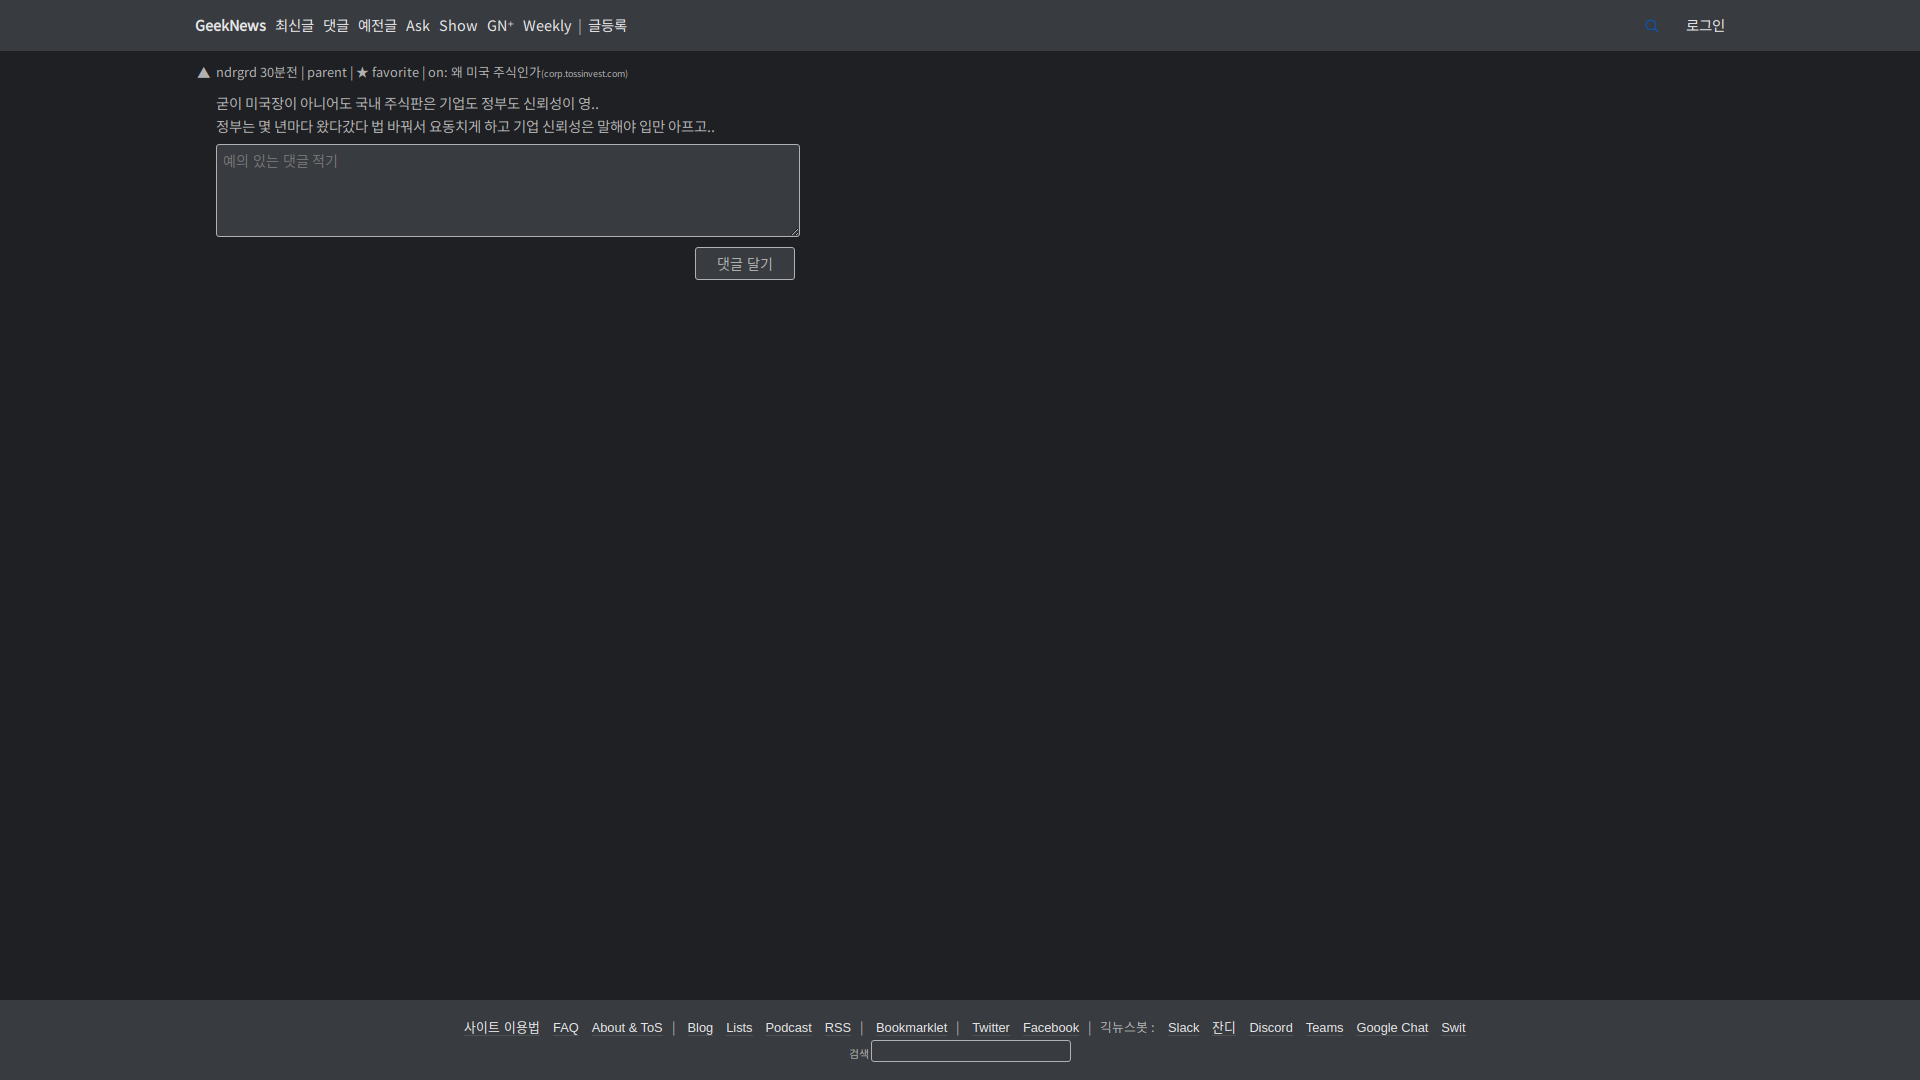 GeekNews 최신글 댓글 예전글 Ask Show GN⁺ Weekly | 글등록 로그인
▲ ndrgrd 30분전 | parent | ★ favorite | on: 왜 미국 주식인가(corp.tossinvest.com)
굳이 미국장이 아니어도 국내 주식판은 기업도 정부도 신뢰성이 영..
정부는 몇 년마다 왔다갔다 법 바꿔서 요동치게 하고 기업 신뢰성은 말해야 입만 아프고..
예의 있는 댓글 적기
댓글 달기
사이트 이용법 FAQ About & ToS | Blog Lists Podcast RSS | Bookmarklet | Twitter Facebook | 긱뉴스봇 : Slack 잔디 Discord Teams Google Chat Swit
검색